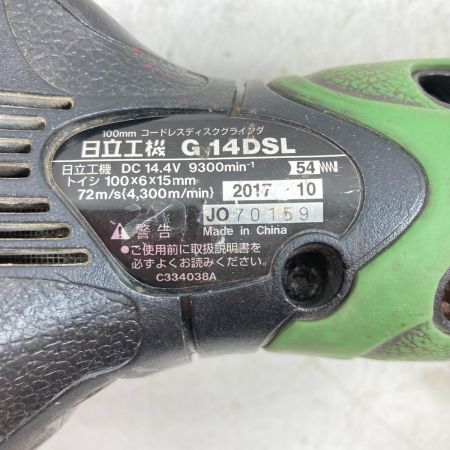 100mm コードレスディスクグラインダ
日立工機 G 14DSL
日立工機 DC 14.4V 9300min-¹ 54
トイシ 100×6×15mm
72m/s{4,300m/min} 2017 10
JO 70159
警告 Made in China
●ご使用前に取扱説明書を
必ずよくお読みください。
C334038A